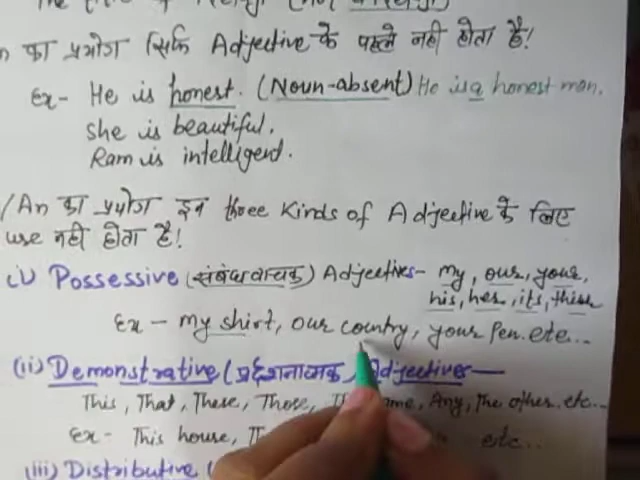 का प्रयोग सिर्फ Adjective के पहले नही होता है!
Ex- He is honest. (Noun-absent) He is a honest man.
She is beautiful.
Ram is intelligend.
/An का प्रयोग इन three Kinds of Adjective के लिए
use नही होता है!
(i) Possessive (संबंधवाचक) Adjectives- my, our, your,
his, her, its, their
Ex - my shirt, our country, your Pen. etc...
(ii) Demonstrative (प्रदर्शनात्मक) Adjectives—
This, That, These, Those, Any, The other. etc...
Ex- This house, etc..
(iii) Distributive (